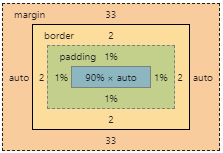 margin 33
border 2
padding 1%
auto 2 1% 90% × auto 1% 2 auto
1%
2
33